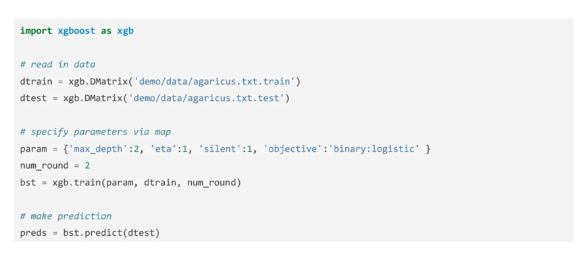 import xgboost as xgb
# read in data
dtrain = xgb.DMatrix('demo/data/agaricus.txt.train')
dtest = xgb.DMatrix('demo/data/agaricus.txt.test')
# specify parameters via map
param = {'max_depth':2, 'eta':1, 'silent':1, 'objective':'binary:logistic' }
num_round = 2
bst = xgb.train(param, dtrain, num_round)
# make prediction
preds = bst.predict(dtest)